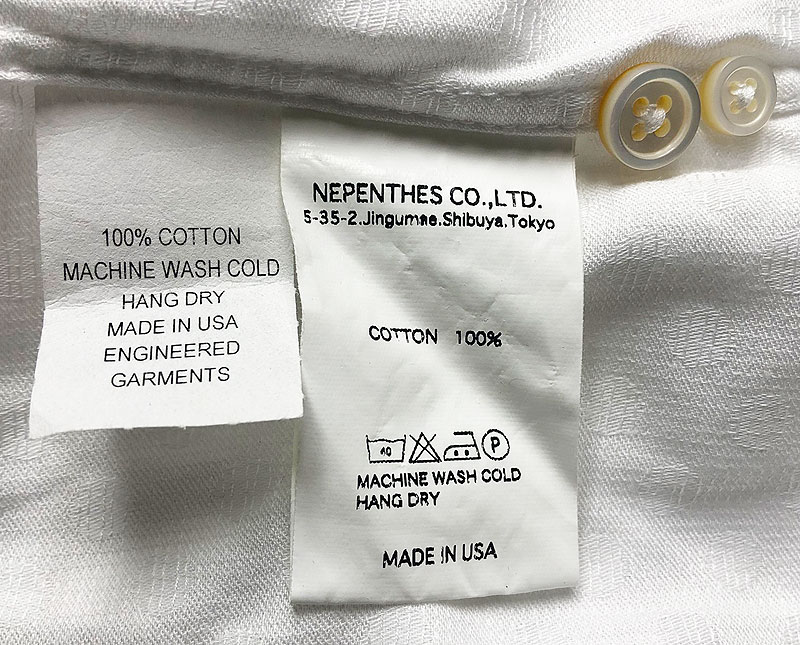 100% COTTON
MACHINE WASH COLD
HANG DRY
MADE IN USA
ENGINEERED
GARMENTS
NEPENTHES CO.,LTD.
5-35-2.Jingumae.Shibuya.Tokyo
COTTON 100%
40 P
MACHINE WASH COLD
HANG DRY
MADE IN USA